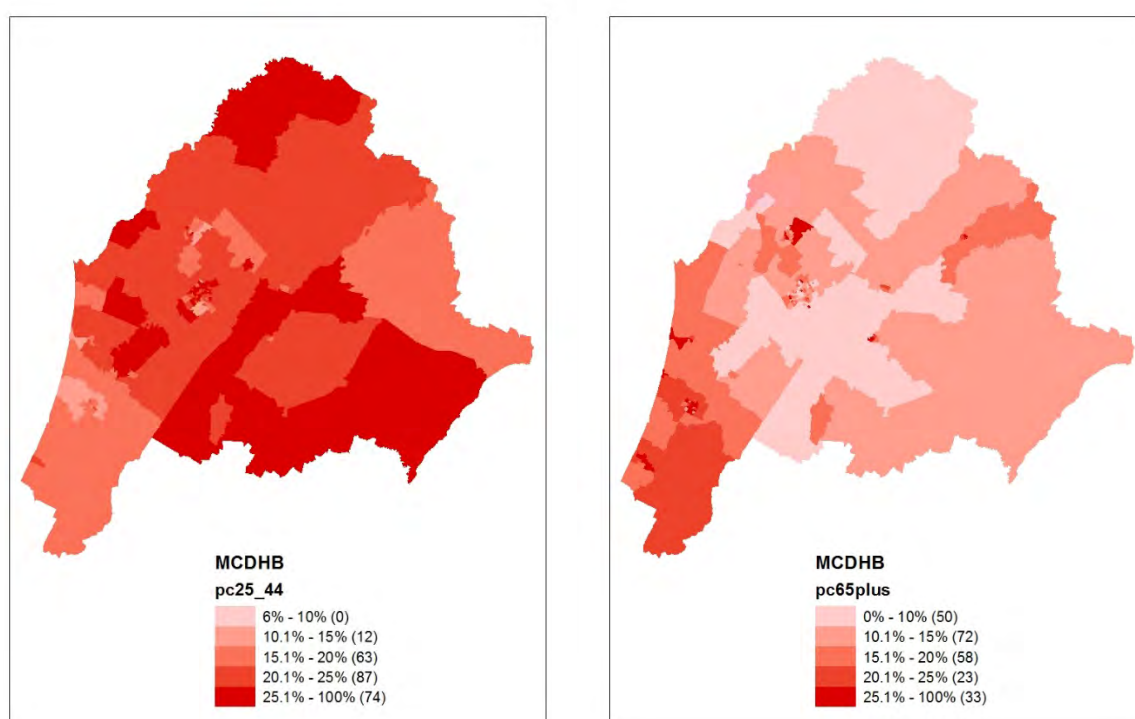 MCDHB
pc25_44
6% - 10% (0)
10.1% - 15% (12)
15.1% - 20% (63)
20.1% - 25% (87)
25.1% - 100% (74)
MCDHB
pc65plus
0% - 10% (50)
10.1% - 15% (72)
15.1% - 20% (58)
20.1% - 25% (23)
25.1% - 100% (33)